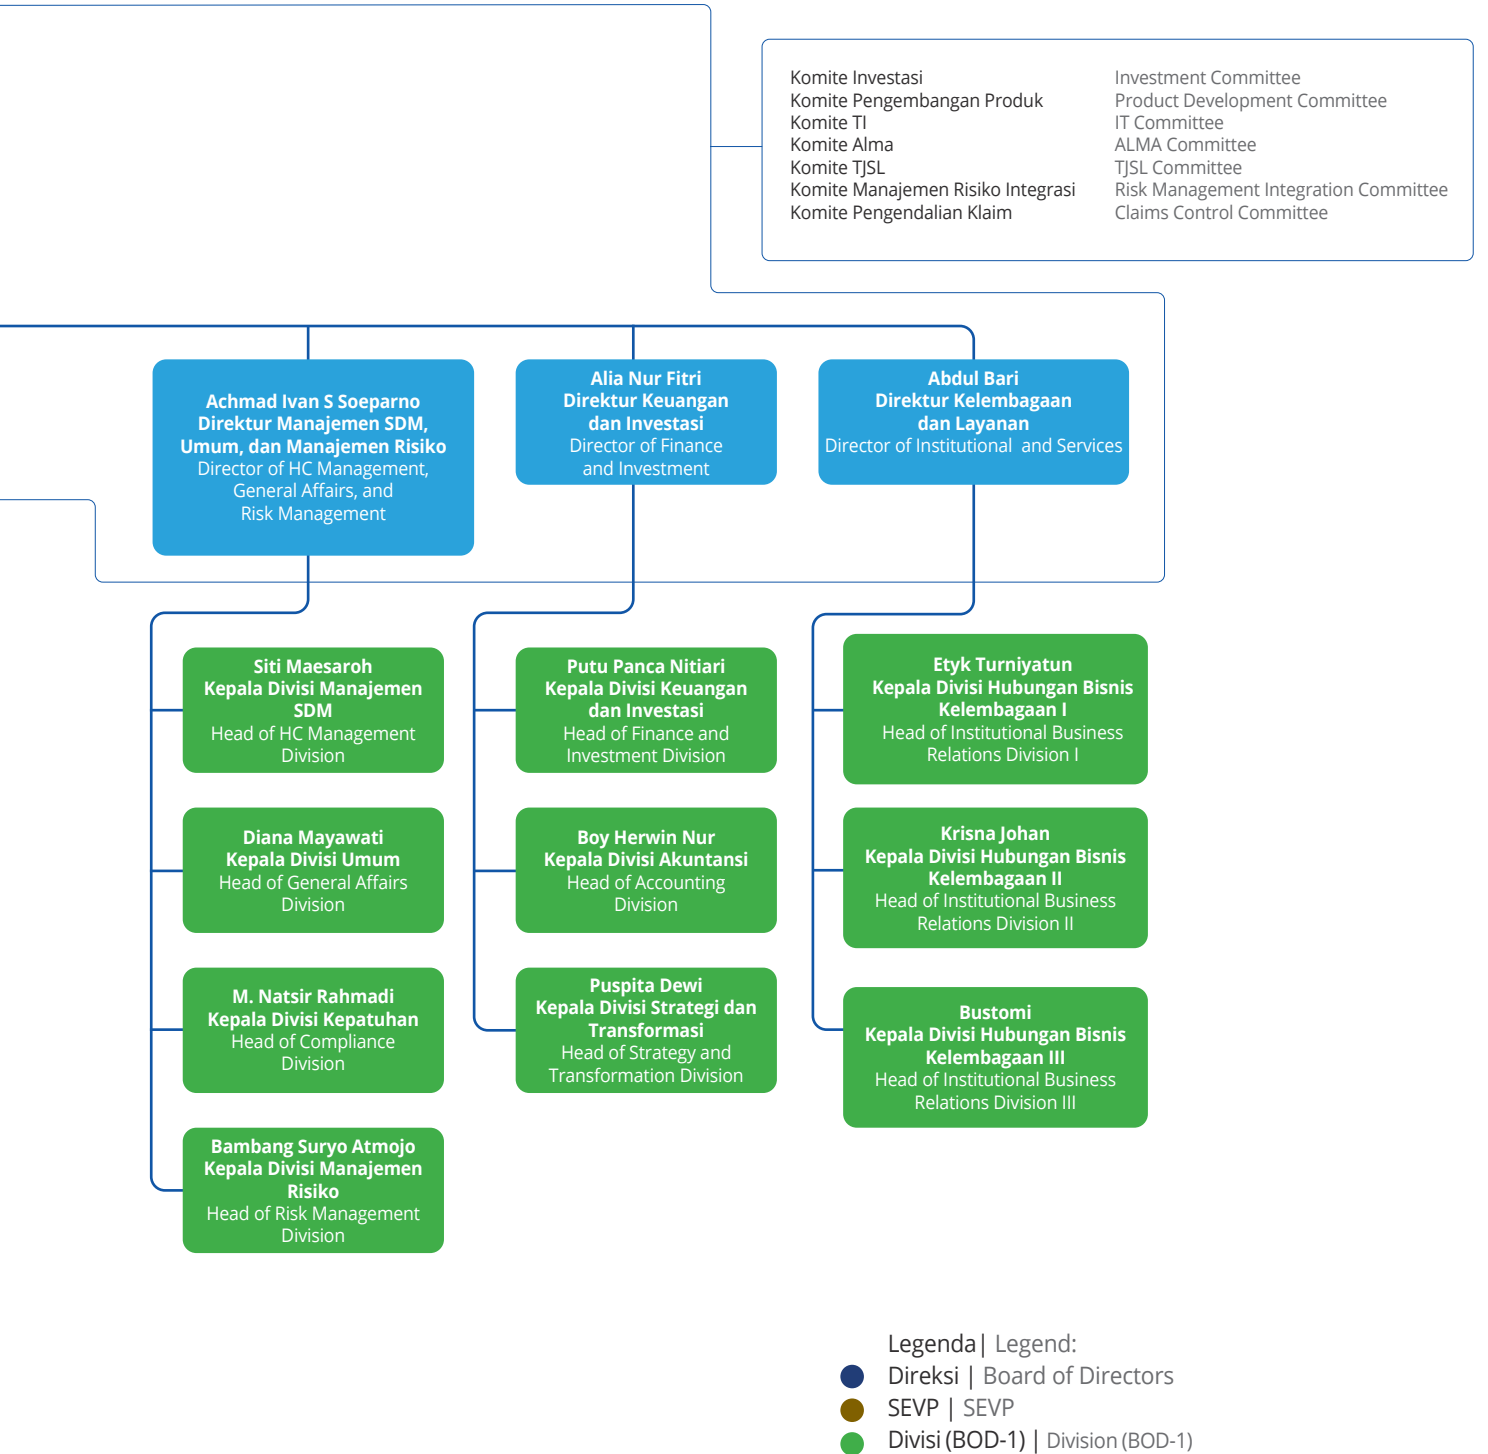 Komite Investasi
Komite Pengembangan Produk
Komite TI
Komite Alma
Komite TJSL
Komite Manajemen Risiko Integrasi
Komite Pengendalian Klaim
Investment Committee
Product Development Committee
IT Committee
ALMA Committee
TJSL Committee
Risk Management Integration Committee
Claims Control Committee
Achmad Ivan S Soeparno
Direktur Manajemen SDM,
Umum, dan Manajemen Risiko
Director of HC Management,
General Affairs, and
Risk Management
Alia Nur Fitri
Direktur Keuangan
dan Investasi
Director of Finance
and Investment
Abdul Bari
Direktur Kelembagaan
dan Layanan
Director of Institutional and Services
Siti Maesaroh
Kepala Divisi Manajemen
SDM
Head of HC Management
Division
Diana Mayawati
Kepala Divisi Umum
Head of General Affairs
Division
M. Natsir Rahmadi
Kepala Divisi Kepatuhan
Head of Compliance
Division
Bambang Suryo Atmojo
Kepala Divisi Manajemen
Risiko
Head of Risk Management
Division
Putu Panca Nitiari
Kepala Divisi Keuangan
dan Investasi
Head of Finance and
Investment Division
Boy Herwin Nur
Kepala Divisi Akuntansi
Head of Accounting
Division
Puspita Dewi
Kepala Divisi Strategi dan
Transformasi
Head of Strategy and
Transformation Division
Etyk Turniyatun
Kepala Divisi Hubungan Bisnis
Kelembagaan I
Head of Institutional Business
Relations Division I
Krisna Johan
Kepala Divisi Hubungan Bisnis
Kelembagaan II
Head of Institutional Business
Relations Division II
Bustomi
Kepala Divisi Hubungan Bisnis
Kelembagaan III
Head of Institutional Business
Relations Division III
Legenda| Legend:
Direksi | Board of Directors
SEVP | SEVP
Divisi (BOD-1) | Division (BOD-1)